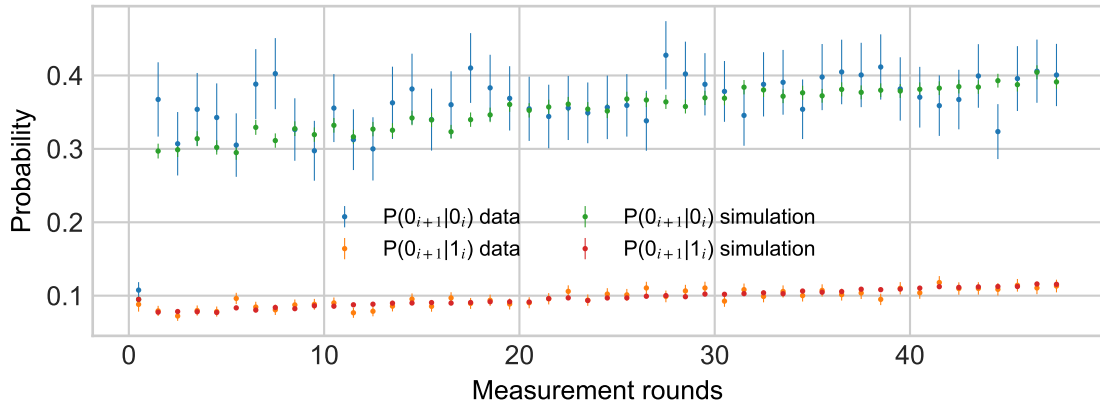 0.4
0.3
0.2
0.1
Probability
P(0ᵢ₊₁|0ᵢ) data
P(0ᵢ₊₁|1ᵢ) data
P(0ᵢ₊₁|0ᵢ) simulation
P(0ᵢ₊₁|1ᵢ) simulation
0 10 20 30 40
Measurement rounds